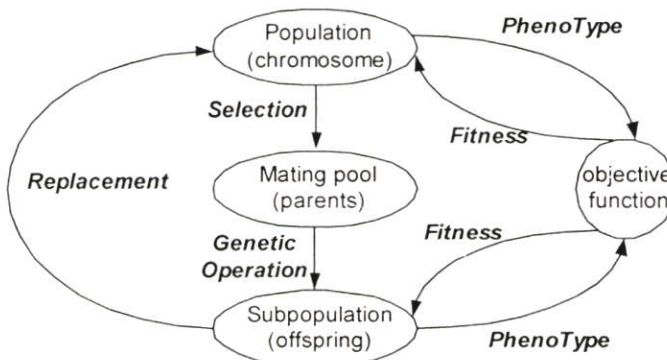 Population
(chromosome)
PhenoType
Selection
Fitness
Replacement
Mating pool
(parents)
objective
function
Genetic
Operation
Fitness
Subpopulation
(offspring)
PhenoType